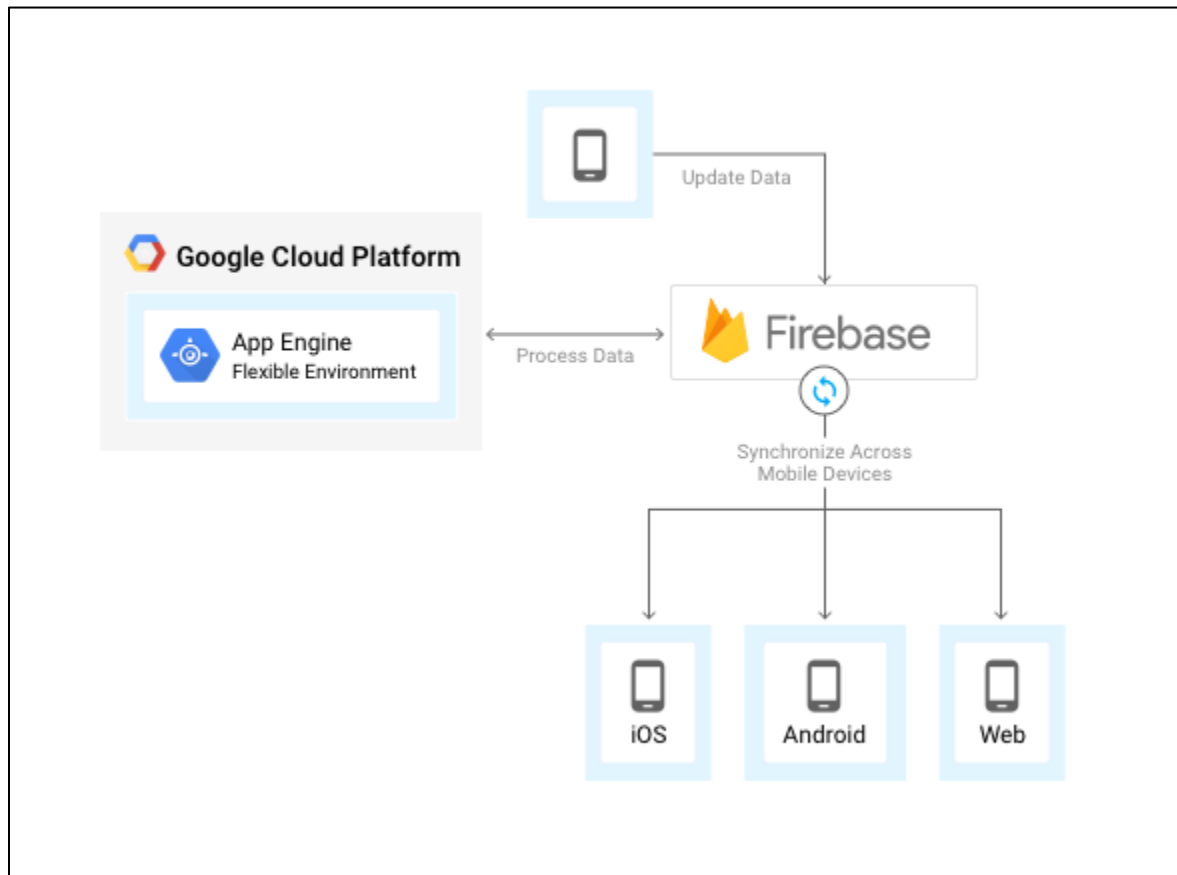 Update Data
Google Cloud Platform
App Engine
Flexible Environment
Process Data
Firebase
Synchronize Across
Mobile Devices
iOS
Android
Web